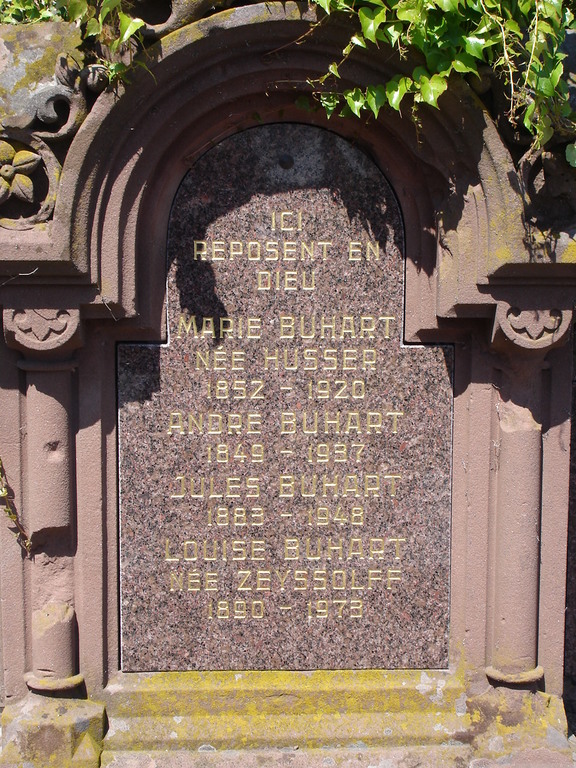 ICI
REPOSENT EN
DIEU
MARIE BUHART
NÉE HUSSER
1852 - 1920
ANDRÉ BUHART
1849 - 1937
JULES BUHART
1883 - 1948
LOUISE BUHART
NÉE ZEYSSOLFF
1890 - 1973